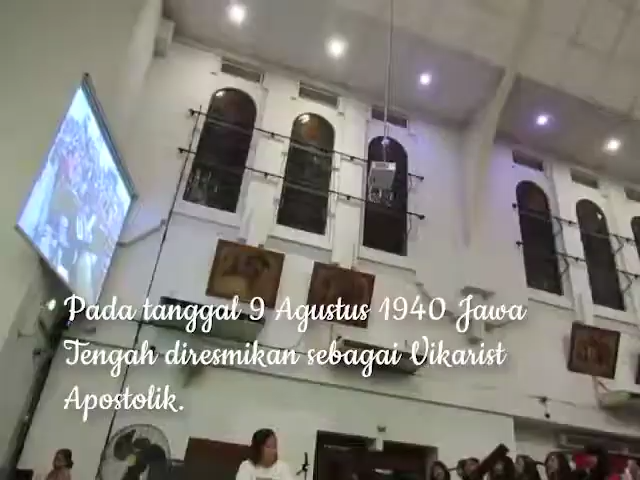 • Pada tanggal 9 Agustus 1940 Jawa
Tengah diresmikan sebagai Vikarist
Apostolik.